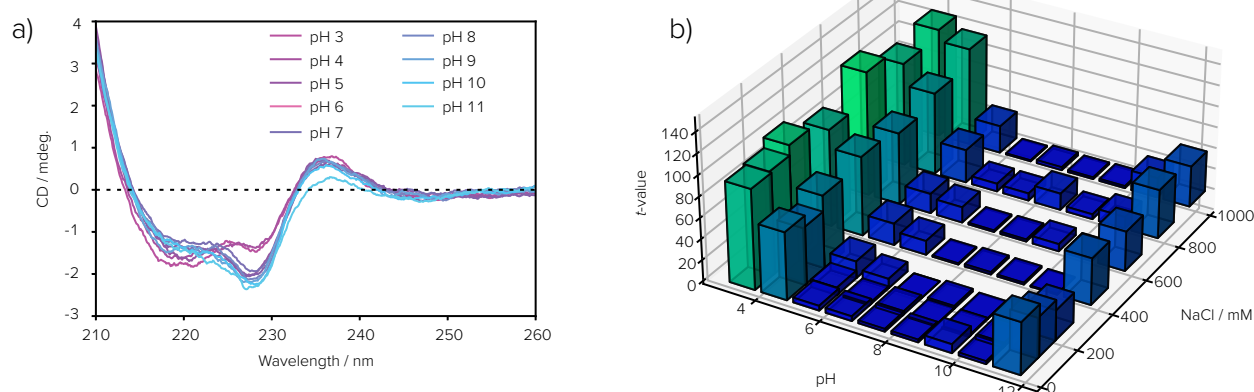 a)
4
3
2
1
0
-1
-2
-3
210
220
230
240
250
260
CD / mdeg.
Wavelength / nm
pH 3
pH 4
pH 5
pH 6
pH 7
pH 8
pH 9
pH 10
pH 11
b)
140
120
100
80
60
40
20
0
t-value
4
6
8
10
12
pH
0
200
400
600
800
1000
NaCl / mM